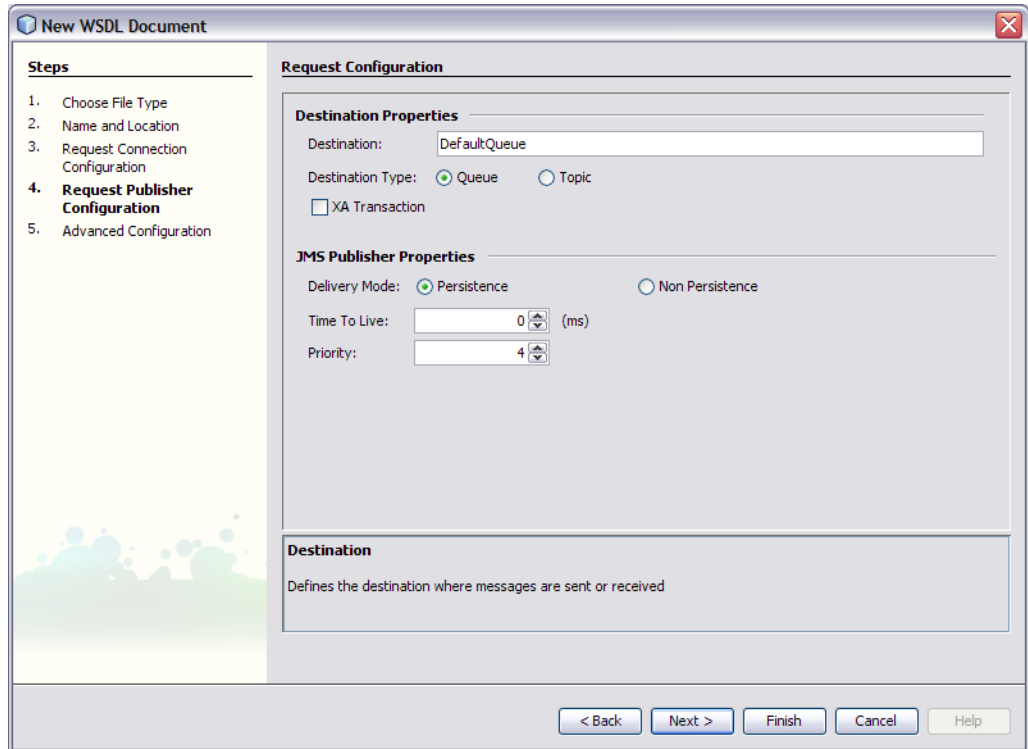 New WSDL Document
Steps
1. Choose File Type
2. Name and Location
3. Request Connection
Configuration
4. Request Publisher
Configuration
5. Advanced Configuration
Request Configuration
Destination Properties
Destination: DefaultQueue
Destination Type: Queue Topic
XA Transaction
JMS Publisher Properties
Delivery Mode: Persistence Non Persistence
Time To Live: 0 (ms)
Priority: 4
Destination
Defines the destination where messages are sent or received
< Back Next > Finish Cancel Help